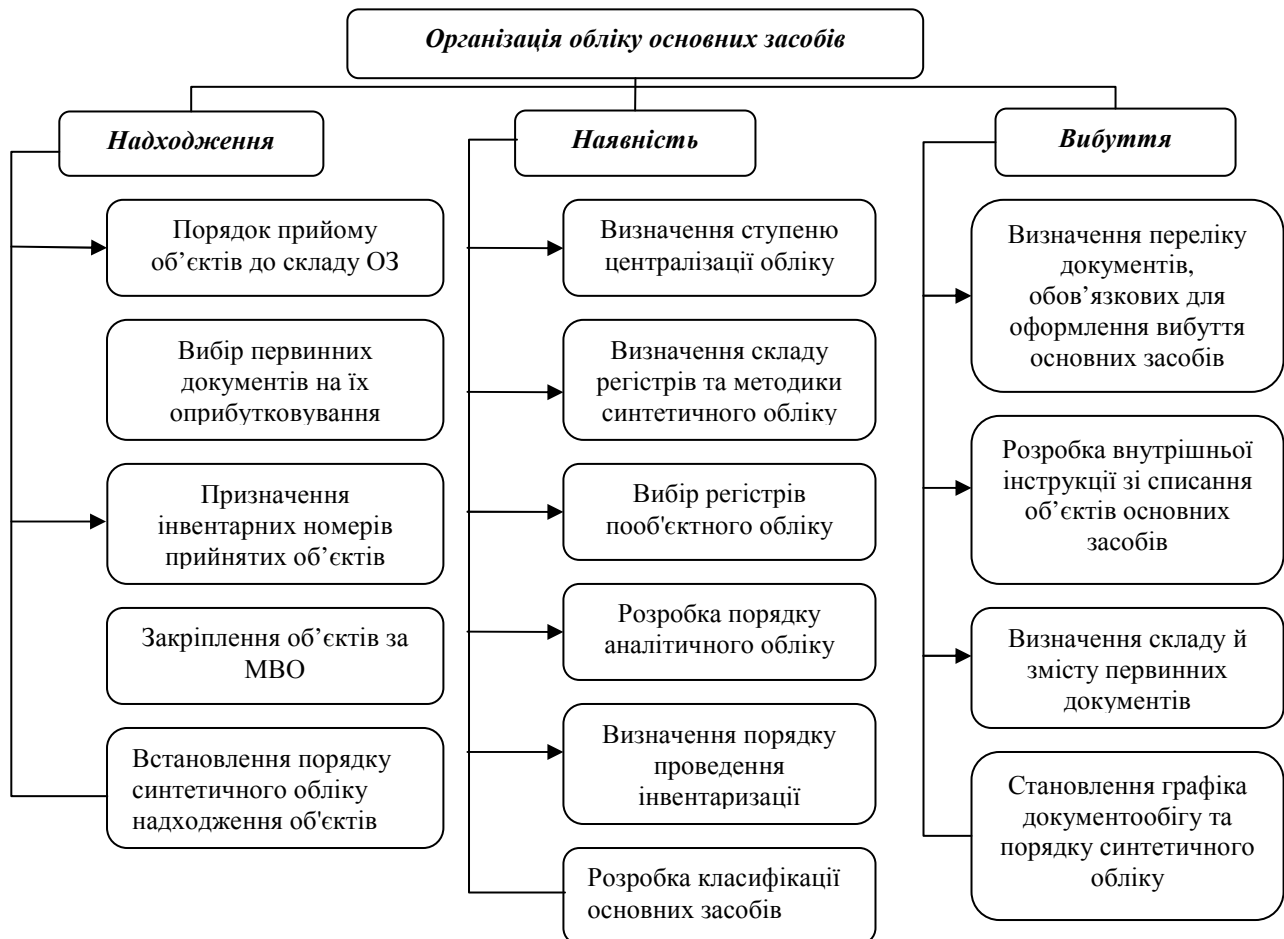 Організація обліку основних засобів
Надходження
Порядок прийому
об’єктів до складу ОЗ
Вибір первинних
документів на їх
оприбутковування
Призначення
інвентарних номерів
прийнятих об’єктів
Закріплення об’єктів за
МВО
Встановлення порядку
синтетичного обліку
надходження об'єктів
Наявність
Визначення ступеню
централізації обліку
Визначення складу
регістрів та методики
синтетичного обліку
Вибір регістрів
пооб'єктного обліку
Розробка порядку
аналітичного обліку
Визначення порядку
проведення
інвентаризації
Розробка класифікації
основних засобів
Вибуття
Визначення переліку
документів,
обов’язкових для
оформлення вибуття
основних засобів
Розробка внутрішньої
інструкції зі списання
об’єктів основних
засобів
Визначення складу й
змісту первинних
документів
Становлення графіка
документообігу та
порядку синтетичного
обліку